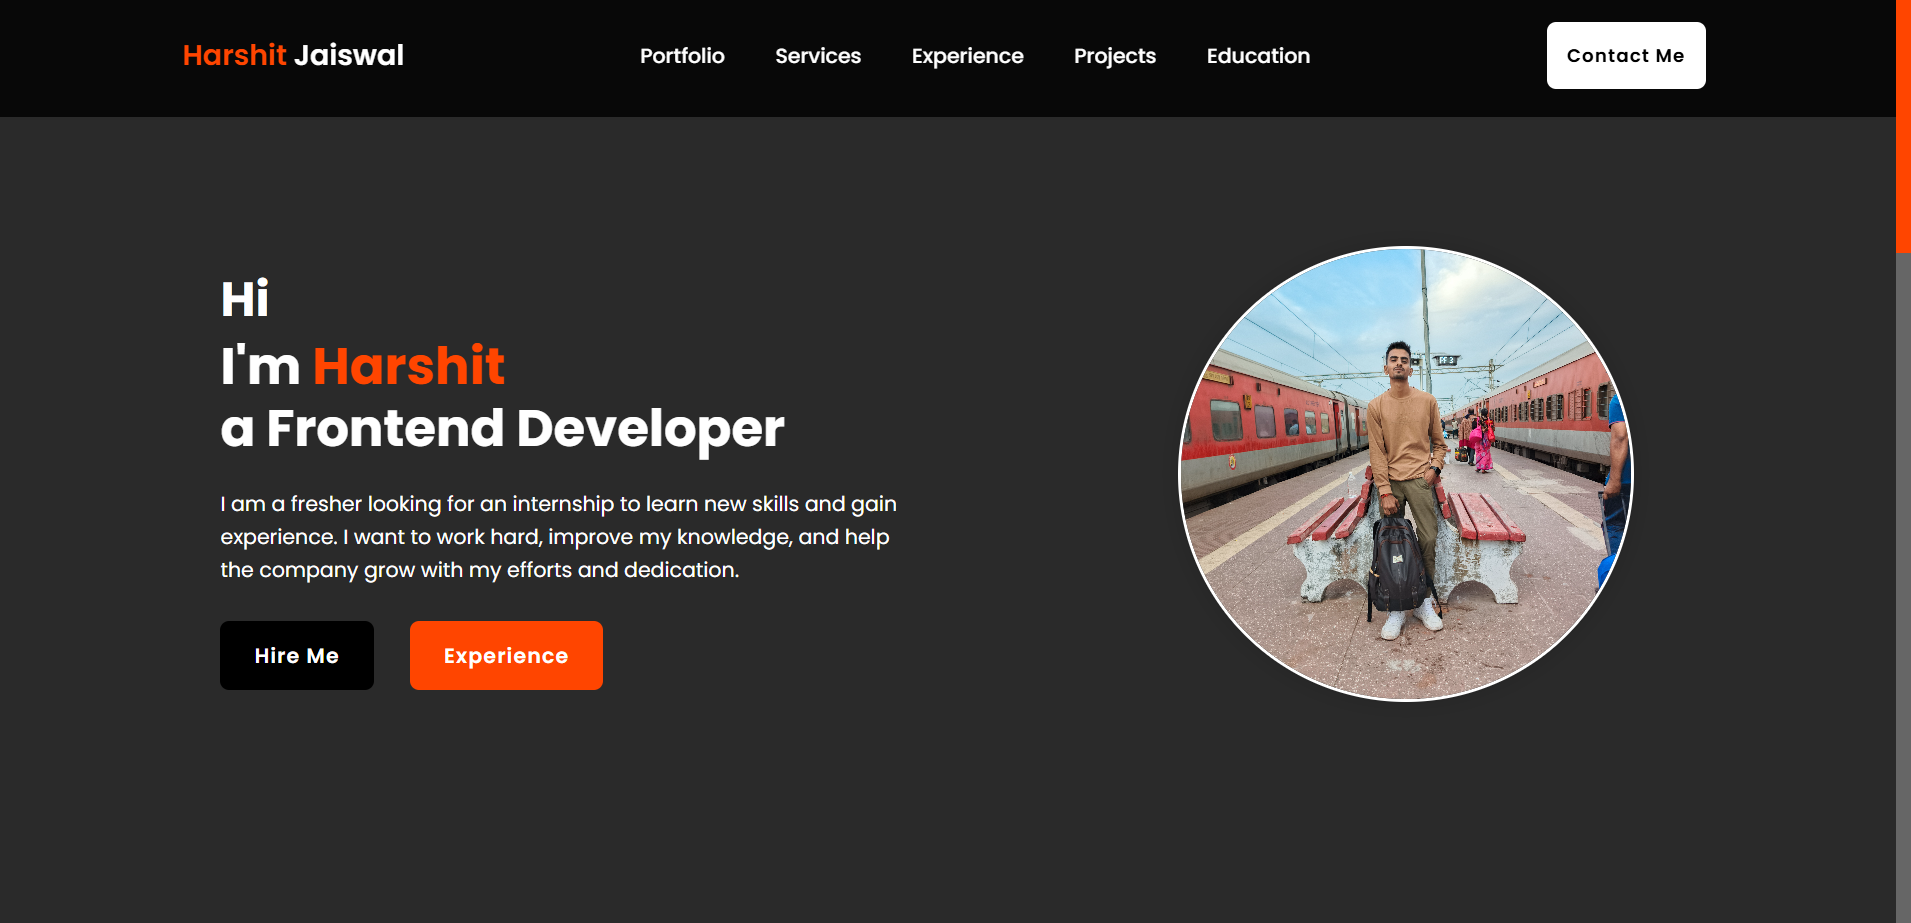 Harshit Jaiswal
Portfolio
Services
Experience
Projects
Education
Contact Me
Hi
I'm Harshit
a Frontend Developer
I am a fresher looking for an internship to learn new skills and gain
experience. I want to work hard, improve my knowledge, and help
the company grow with my efforts and dedication.
Hire Me
Experience
PF 3